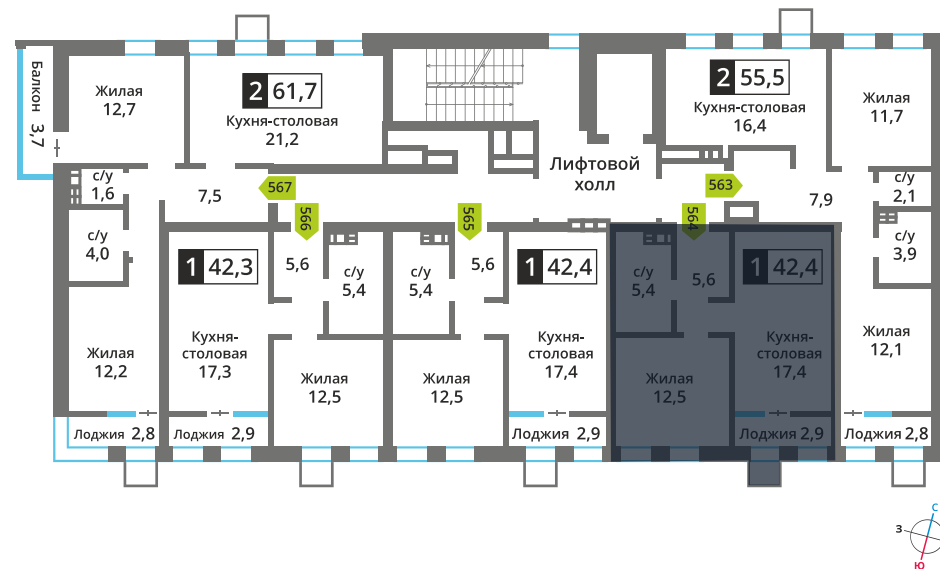 Балкон 3,7
Жилая
12,7
2 61,7
Кухня-столовая
21,2
Лифтовой
холл
2 55,5
Кухня-столовая
16,4
Жилая
11,7
с/у
1,6
7,5
567
566
565
563
564
7,9
с/у
2,1
с/у
4,0
1 42,3
5,6
с/у
5,4
с/у
5,4
5,6
1 42,4
с/у
5,4
5,6
1 42,4
с/у
3,9
Жилая
12,2
Кухня-
столовая
17,3
Жилая
12,5
Жилая
12,5
Кухня-
столовая
17,4
Жилая
12,5
Кухня-
столовая
17,4
Жилая
12,1
Лоджия 2,8
Лоджия 2,9
Лоджия 2,9
Лоджия 2,9
Лоджия 2,8
С
З
Ю